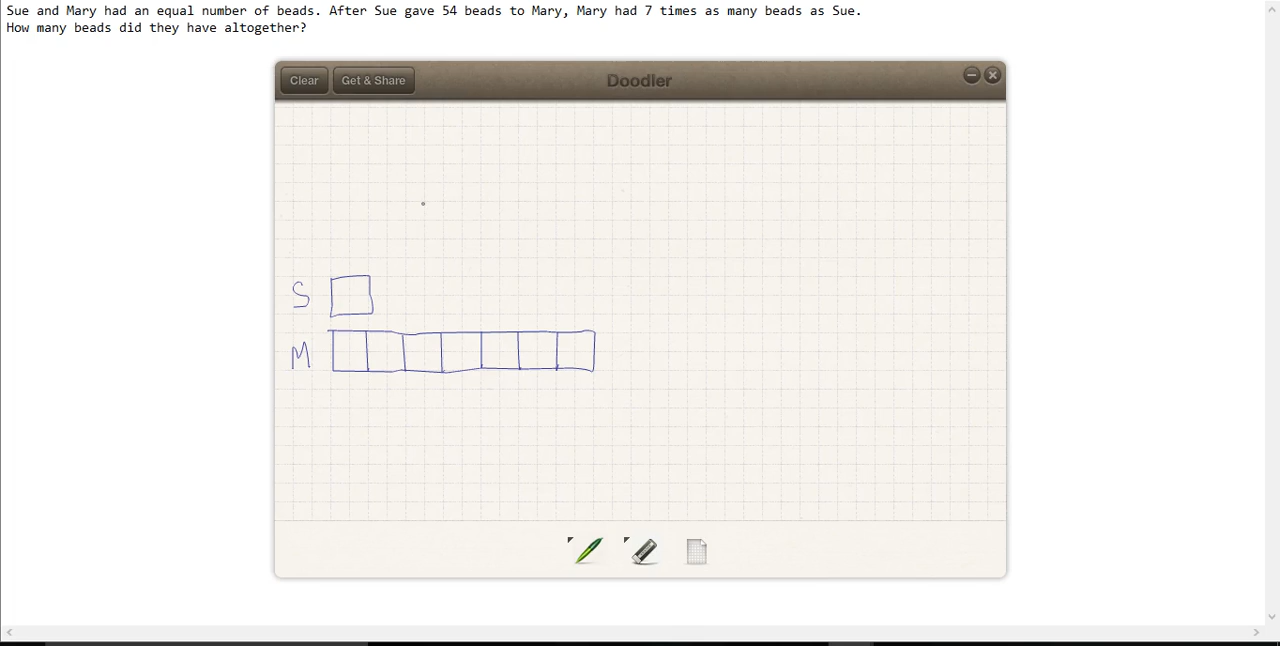 Sue and Mary had an equal number of beads. After Sue gave 54 beads to Mary, Mary had 7 times as many beads as Sue.
How many beads did they have altogether?
Clear Get & Share Doodler
S
M